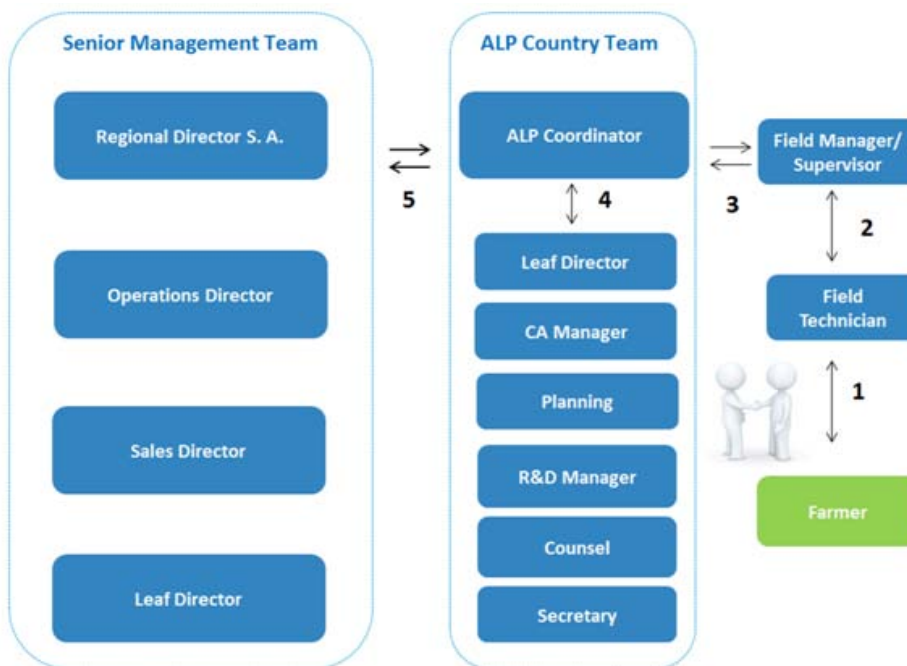 Senior Management Team
Regional Director S. A.
Operations Director
Sales Director
Leaf Director
5
ALP Country Team
ALP Coordinator
4
Leaf Director
CA Manager
Planning
R&D Manager
Counsel
Secretary
3
Field Manager/
Supervisor
2
Field
Technician
1
Farmer